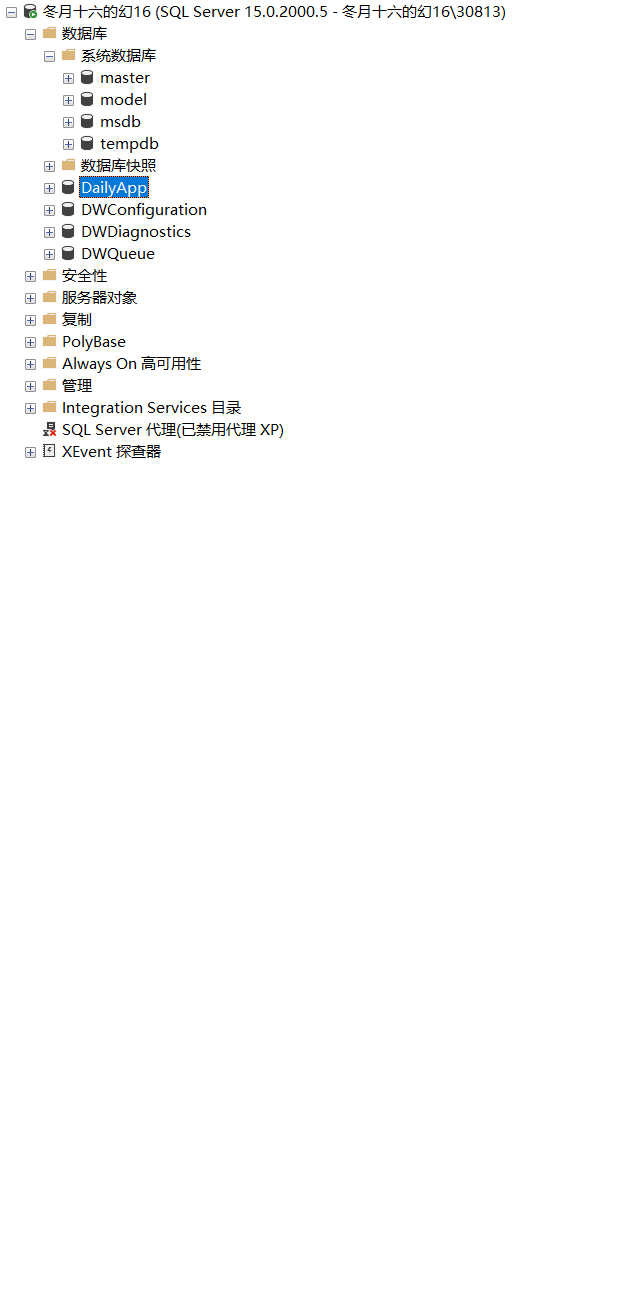 冬月十六的幻16 (SQL Server 15.0.2000.5 - 冬月十六的幻16\30813)
数据库
系统数据库
master
model
msdb
tempdb
数据库快照
DailyApp
DWConfiguration
DWDiagnostics
DWQueue
安全性
服务器对象
复制
PolyBase
Always On 高可用性
管理
Integration Services 目录
SQL Server 代理(已禁用代理 XP)
XEvent 探查器